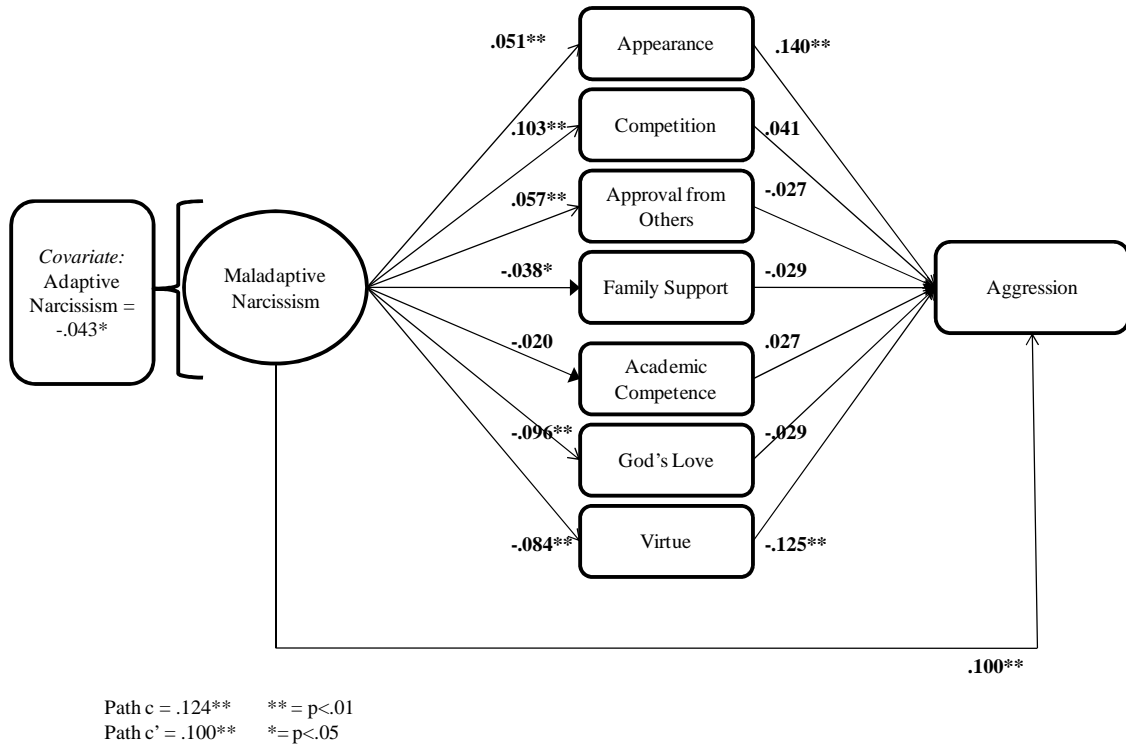 .051**
Appearance
.140**
.103**
Competition
.041
.057**
Approval from
Others
-.027
Covariate:
Adaptive
Narcissism =
-.043*
Maladaptive
Narcissism
-.038*
Family Support
-.029
Aggression
-.020
Academic
Competence
.027
-.096**
God’s Love
-.029
-.084**
Virtue
-.125**
.100**
Path c = .124** ** = p<.01
Path c’ = .100** *= p<.05